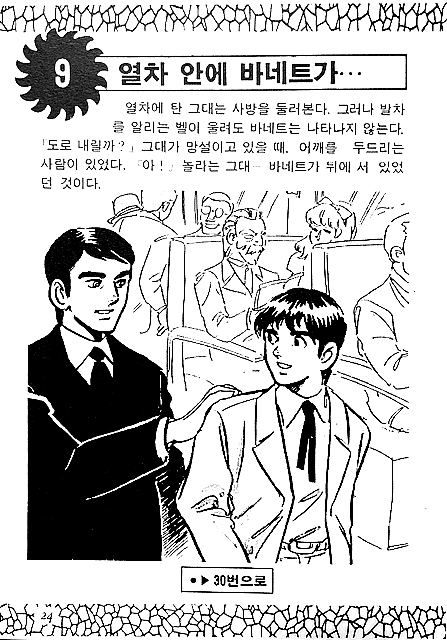 9
열차 안에 바네트가…
열차에 탄 그대는 사방을 둘러본다. 그러나 발차
를 알리는 벨이 울려도 바네트는 나타나지 않는다.
「도로 내릴까?」 그대가 망설이고 있을 때, 어깨를 두드리는
사람이 있었다. 「아!」 놀라는 그대… 바네트가 뒤에 서 있었
던 것이다.
●▶30번으로
24